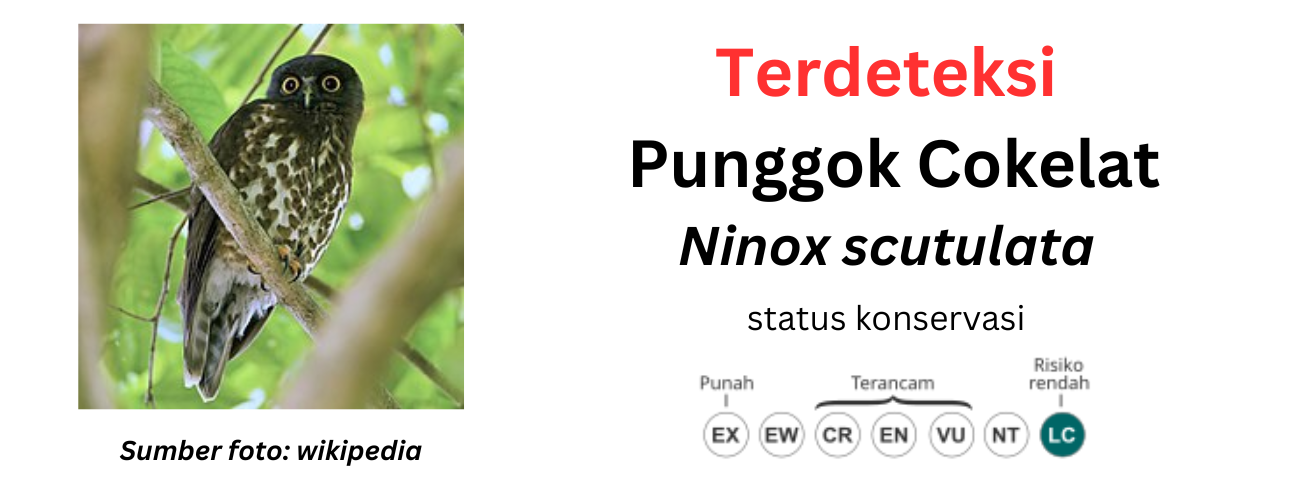 Terdeteksi
Punggok Cokelat
Ninox scutulata
status konservasi
Punah
Terancam
Risiko
rendah
EX EW CR EN VU NT LC
Sumber foto: wikipedia